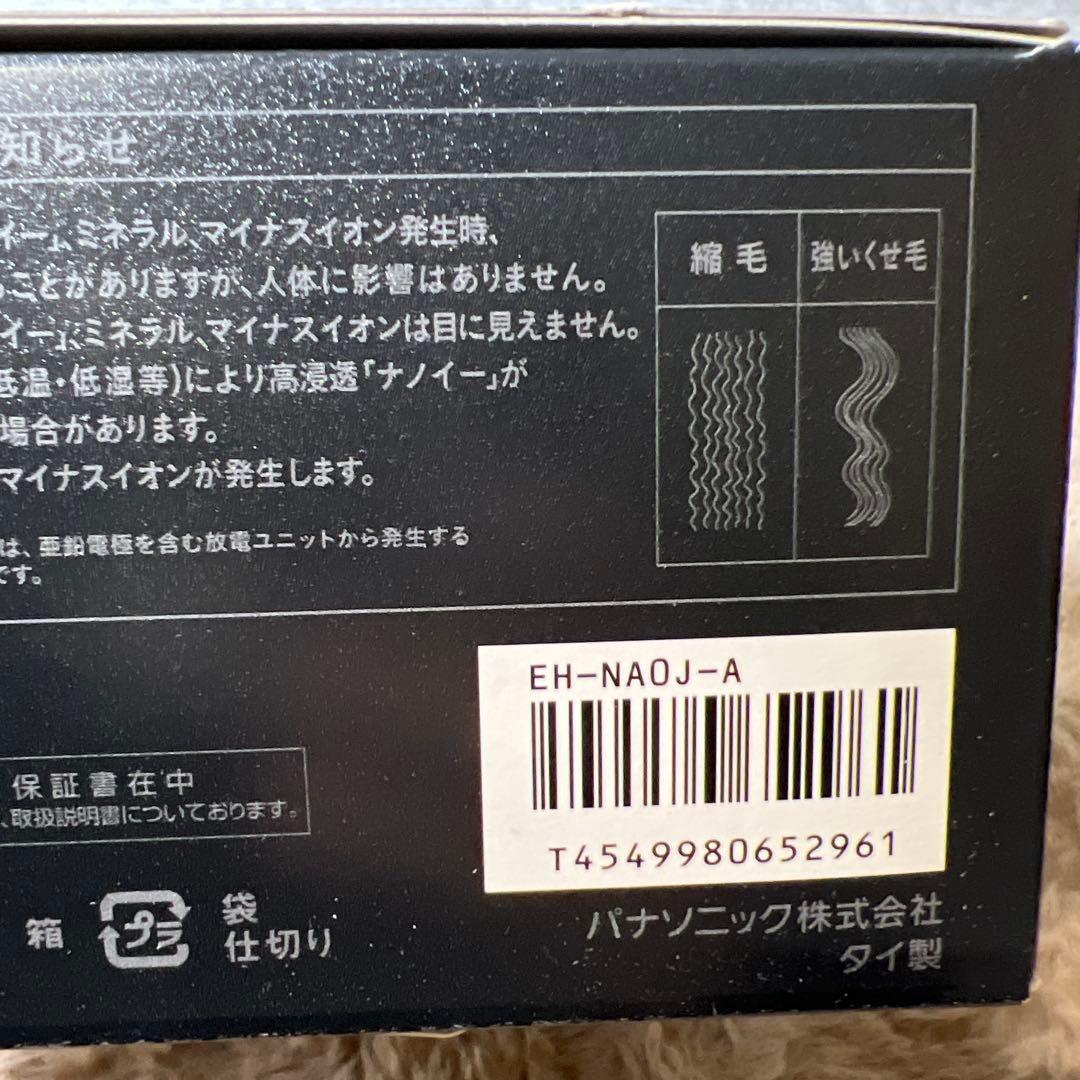 知らせ
イー」、ミネラル、マイナスイオン発生時、
ることがありますが、人体に影響はありません。
イー」、ミネラル、マイナスイオンは目に見えません。
低温・低湿等)により高浸透「ナノイー」が
場合があります。
マイナスイオンが発生します。
は、亜鉛電極を含む放電ユニットから発生する
です。
縮毛 強いくせ毛
EH-NA0J-A
T4549980652961
保証書在中
、取扱説明書についております。
箱 プラ 袋
仕切り
パナソニック株式会社
タイ製